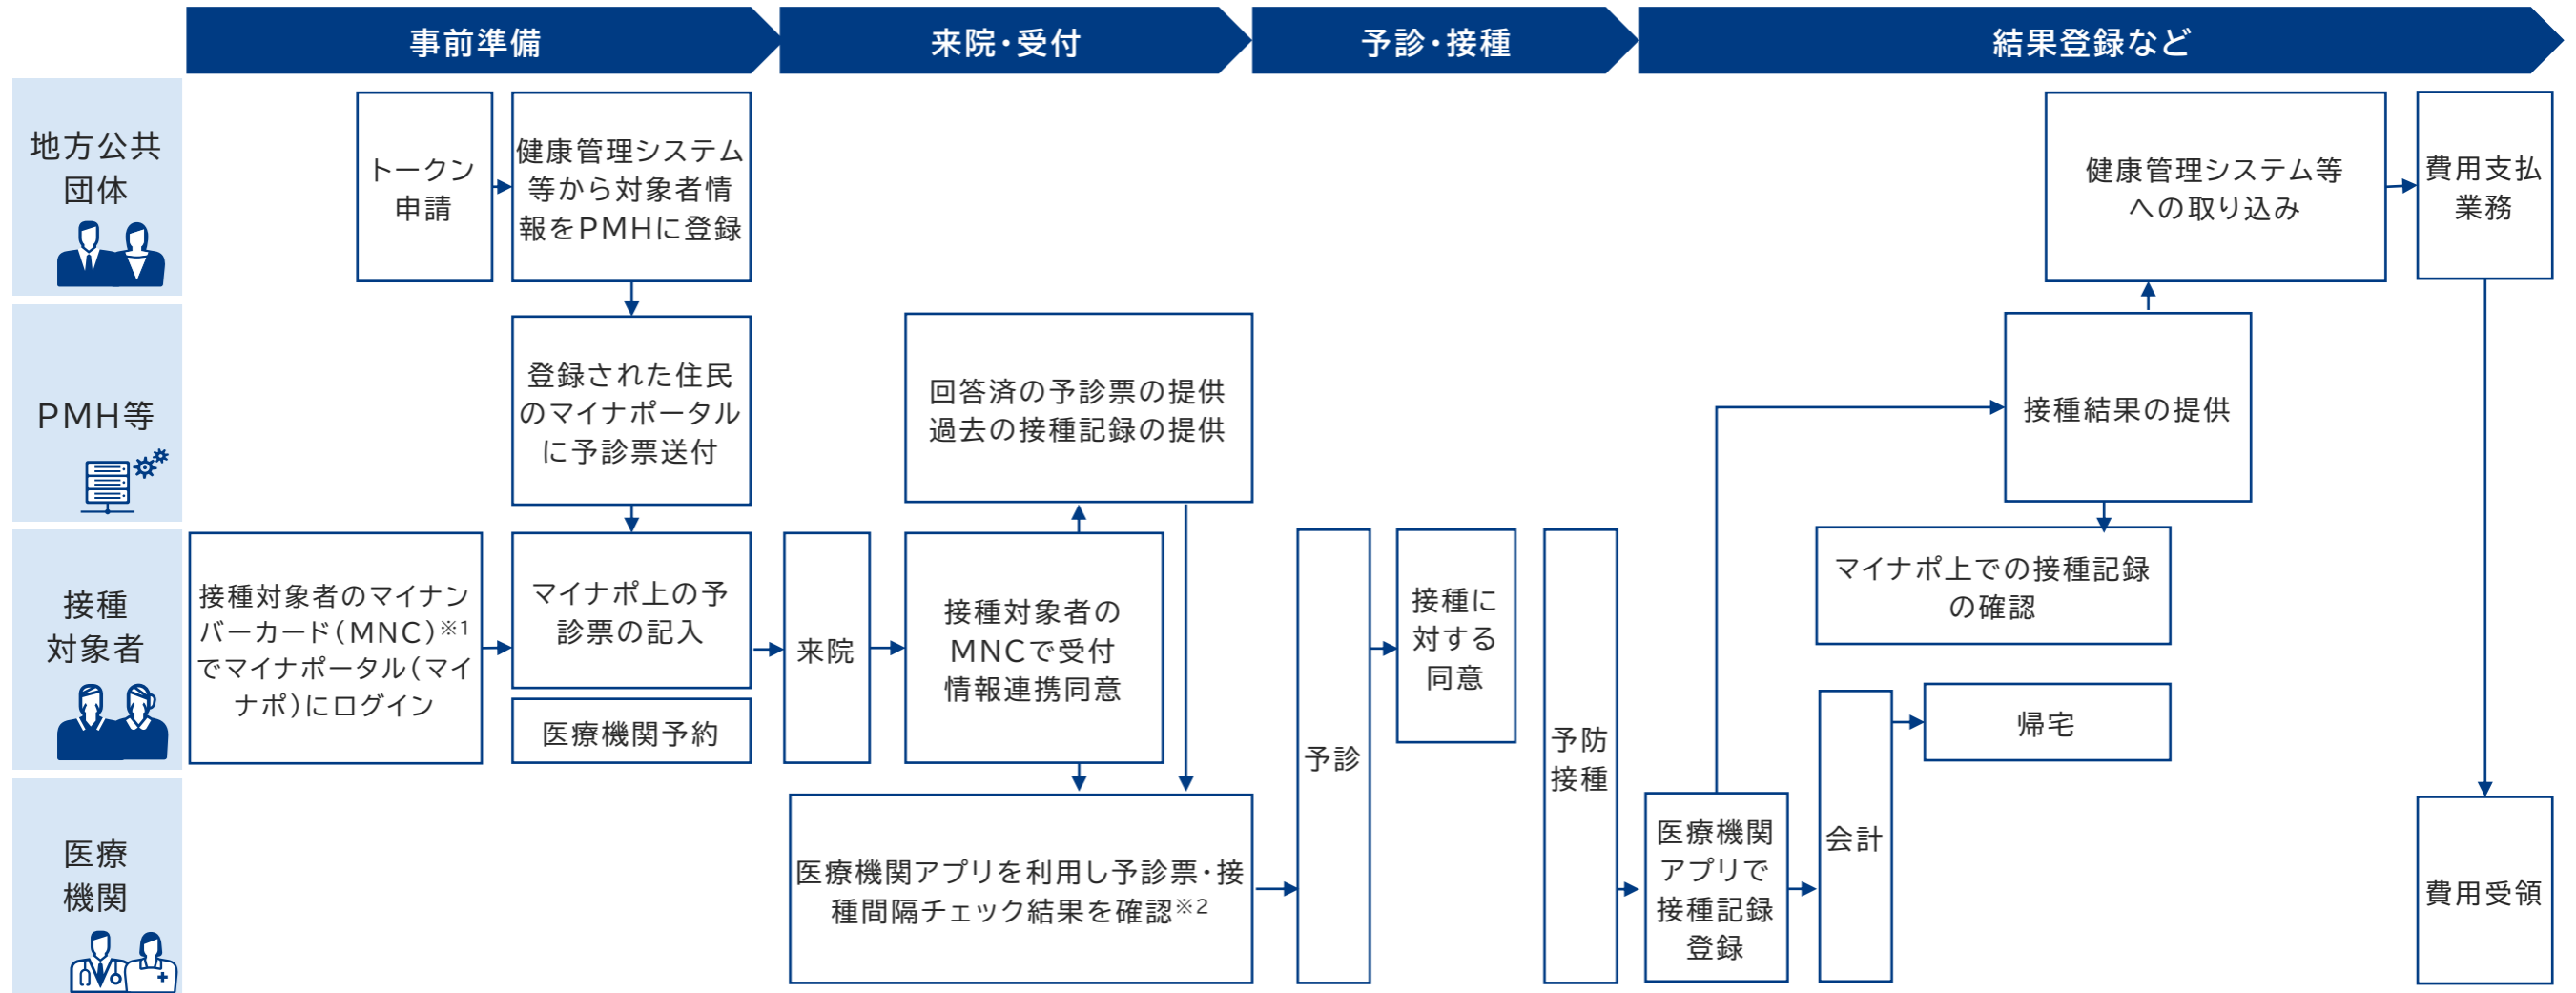 事前準備
来院・受付
予診・接種
結果登録など
地方公共
団体
トークン
申請
健康管理システム
等から対象者情
報をPMHに登録
健康管理システム等
への取り込み
費用支払
業務
PMH等
登録された住民
のマイナポータル
に予診票送付
回答済の予診票の提供
過去の接種記録の提供
接種結果の提供
接種
対象者
接種対象者のマイナン
バーカード（MNC）※1
でマイナポータル（マイ
ナポ）にログイン
マイナポ上の予
診票の記入
医療機関予約
来院
接種対象者の
MNCで受付
情報連携同意
予診
接種に
対する
同意
予防
接種
マイナポ上での接種記録
の確認
帰宅
医療
機関
医療機関アプリを利用し予診票・接
種間隔チェック結果を確認※2
医療機関
アプリで
接種記録
登録
会計
費用受領